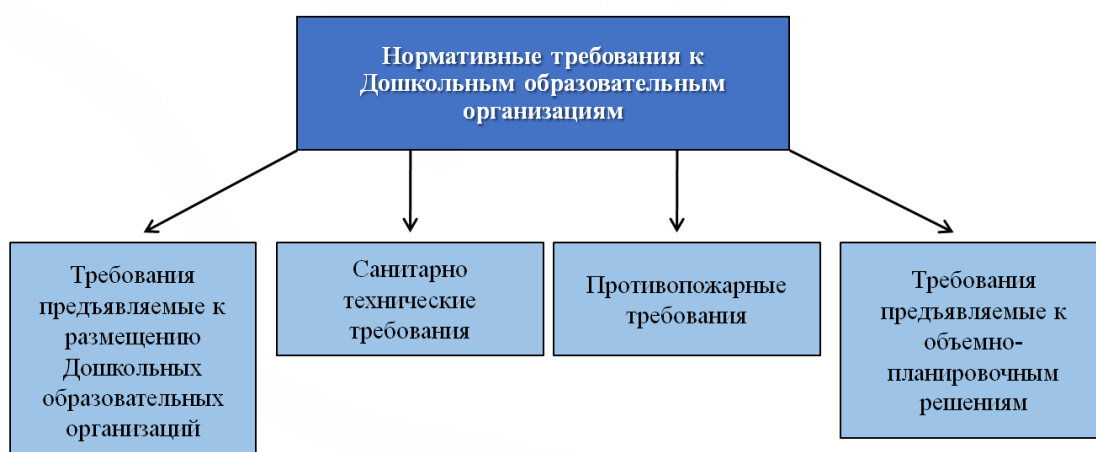 Нормативные требования к
Дошкольным образовательным
организациям
Требования
предъявляемые к
размещению
Дошкольных
образовательных
организаций
Санитарно
технические
требования
Противопожарные
требования
Требования
предъявляемые к
объемно-
планировочным
решениям